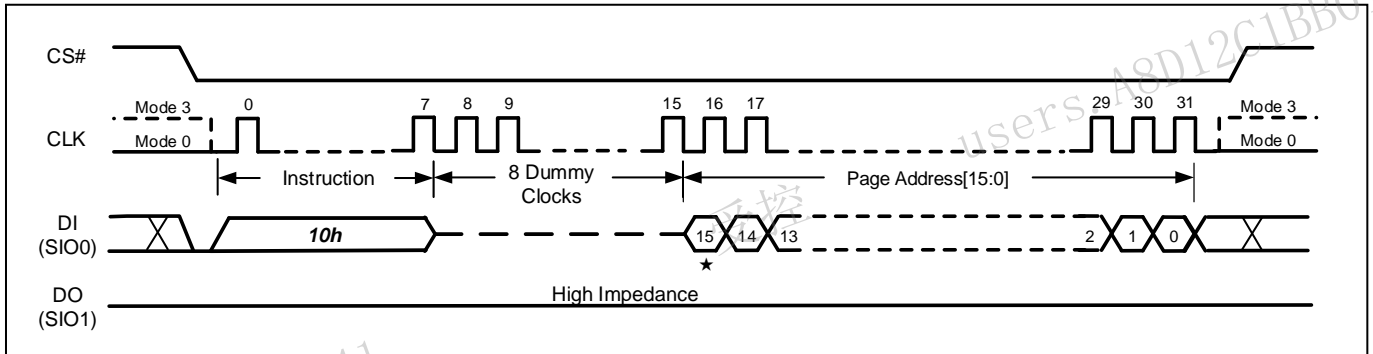 users A8D12C1BB0
CS#
Mode 3 0 7 8 9 15 16 17 29 30 31 Mode 3
CLK Mode 0 Mode 0
Instruction 8 Dummy Clocks Page Address[15:0]
受控
DI (SIO0) 10h 15 14 13 2 1 0
★
DO (SIO1) High Impedance